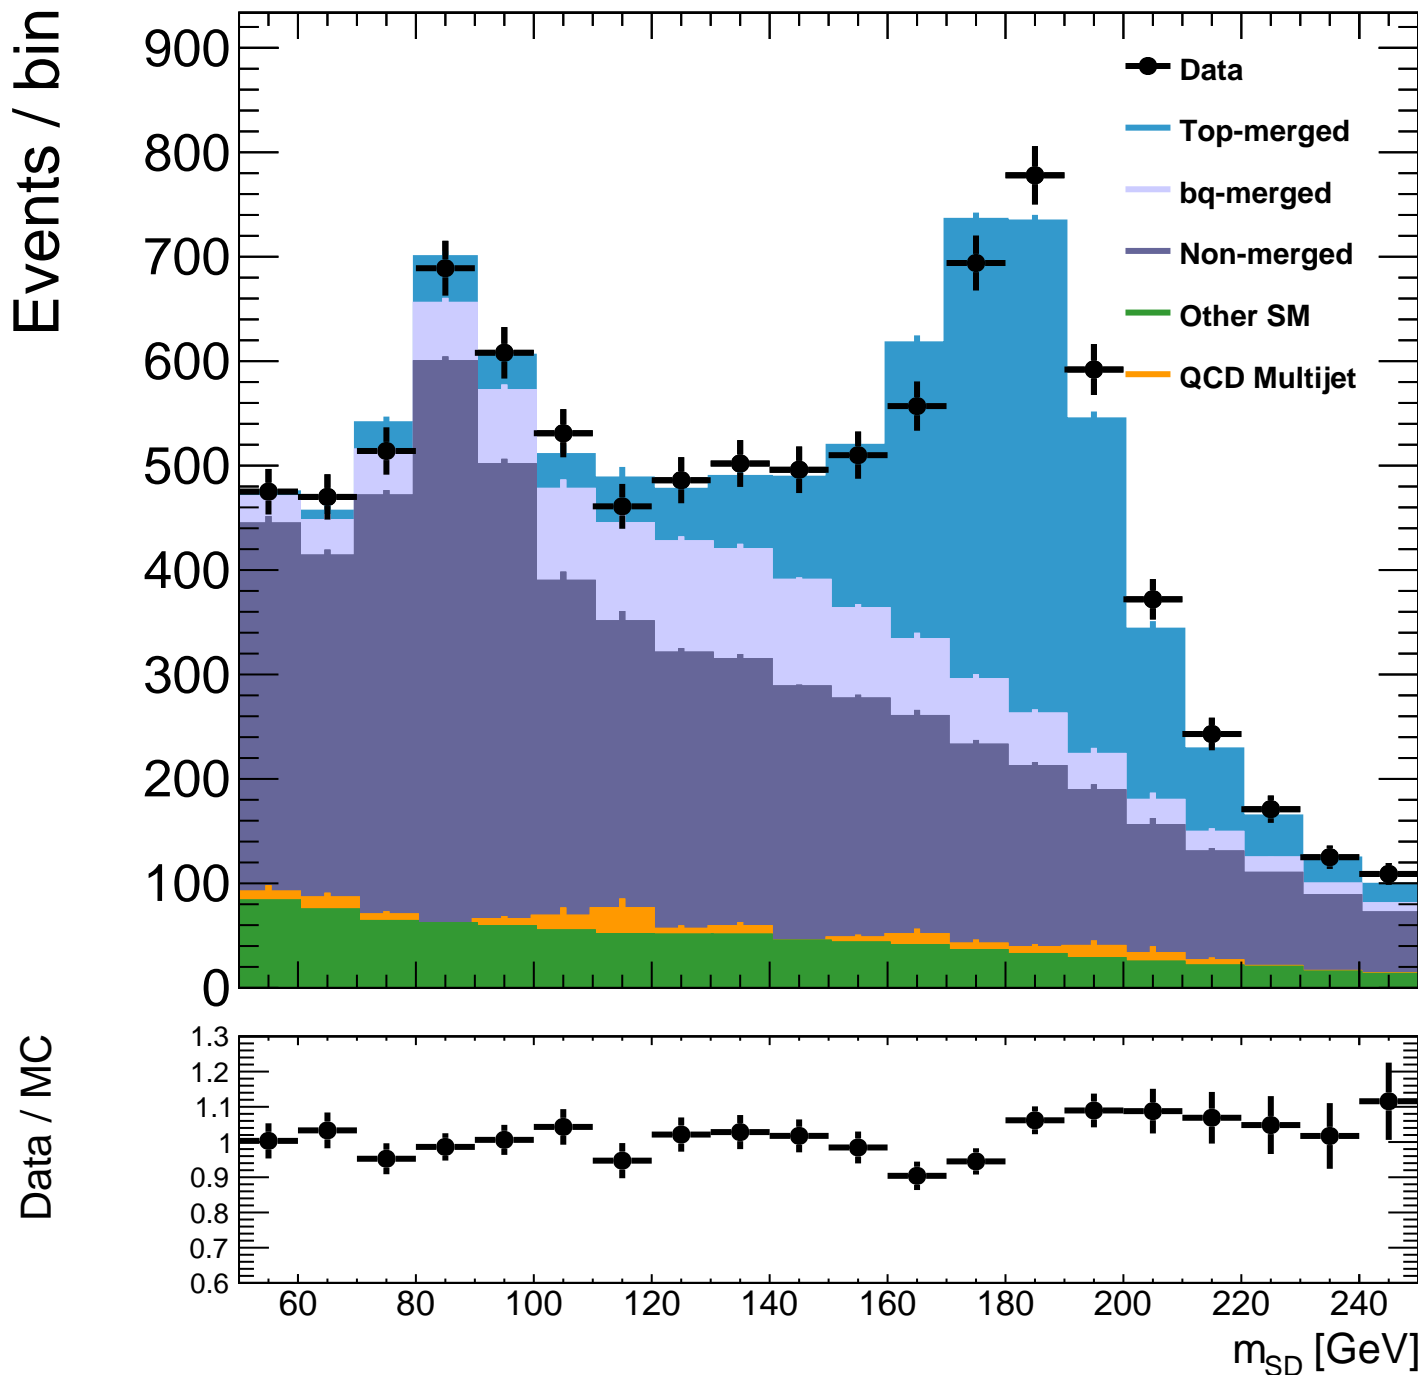 Events / bin
900
800
700
600
500
400
300
200
100
0
Data
Top-merged
bq-merged
Non-merged
Other SM
QCD Multijet
Data / MC
1.3
1.2
1.1
1
0.9
0.8
0.7
0.6
60 80 100 120 140 160 180 200 220 240
m_SD [GeV]